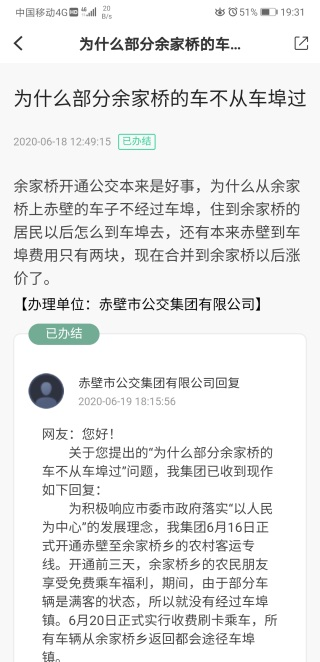 中国移动4G HD 46 20 B/s 51% 19:31
为什么部分余家桥的车...
为什么部分余家桥的车不从车埠过
2020-06-18 12:49:15 已办结
余家桥开通公交本来是好事，为什么从余家
桥上赤壁的车子不经过车埠，住到余家桥的
居民以后怎么到车埠去，还有本来赤壁到车
埠费用只有两块，现在合并到余家桥以后涨
价了。
【办理单位：赤壁市公交集团有限公司】
已办结
赤壁市公交集团有限公司回复
2020-06-19 18:15:56
网友：您好！
关于您提出的“为什么部分余家桥的
车不从车埠过”问题，我集团已收到现作
如下回复：
为积极响应市委市政府落实“以人民
为中心”的发展理念，我集团6月16日正
式开通赤壁至余家桥乡的农村客运专
线。开通前三天，余家桥乡的农民朋友
享受免费乘车福利，期间，由于部分车
辆是满客的状态，所以就没有经过车埠
镇。6月20日正式实行收费刷卡乘车，所
有车辆从余家桥乡返回都会途径车埠
镇。